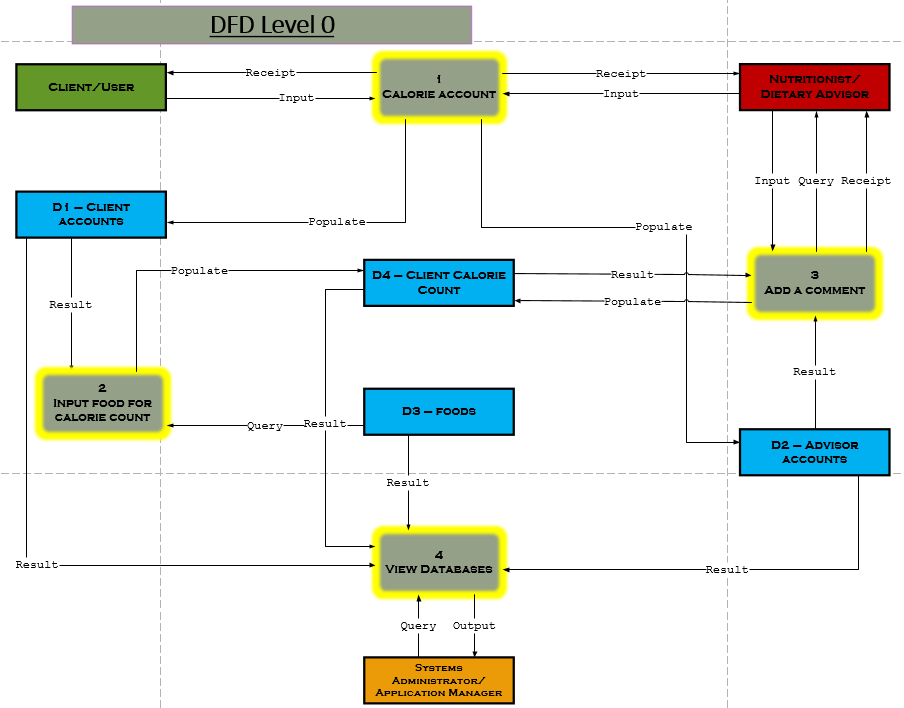 DFD Level 0
Client/User
Receipt
Input
1
Calorie account
Receipt
Input
Nutritionist/
Dietary Advisor
Input
Query
Receipt
D1 – Client
accounts
Populate
Populate
Populate
D4 – Client Calorie
Count
Result
Populate
3
Add a comment
Result
2
Input food for
calorie count
Query
Result
D3 – foods
Result
D2 – Advisor
accounts
Result
4
View Databases
Result
Result
Query
Output
Systems
Administrator/
Application Manager